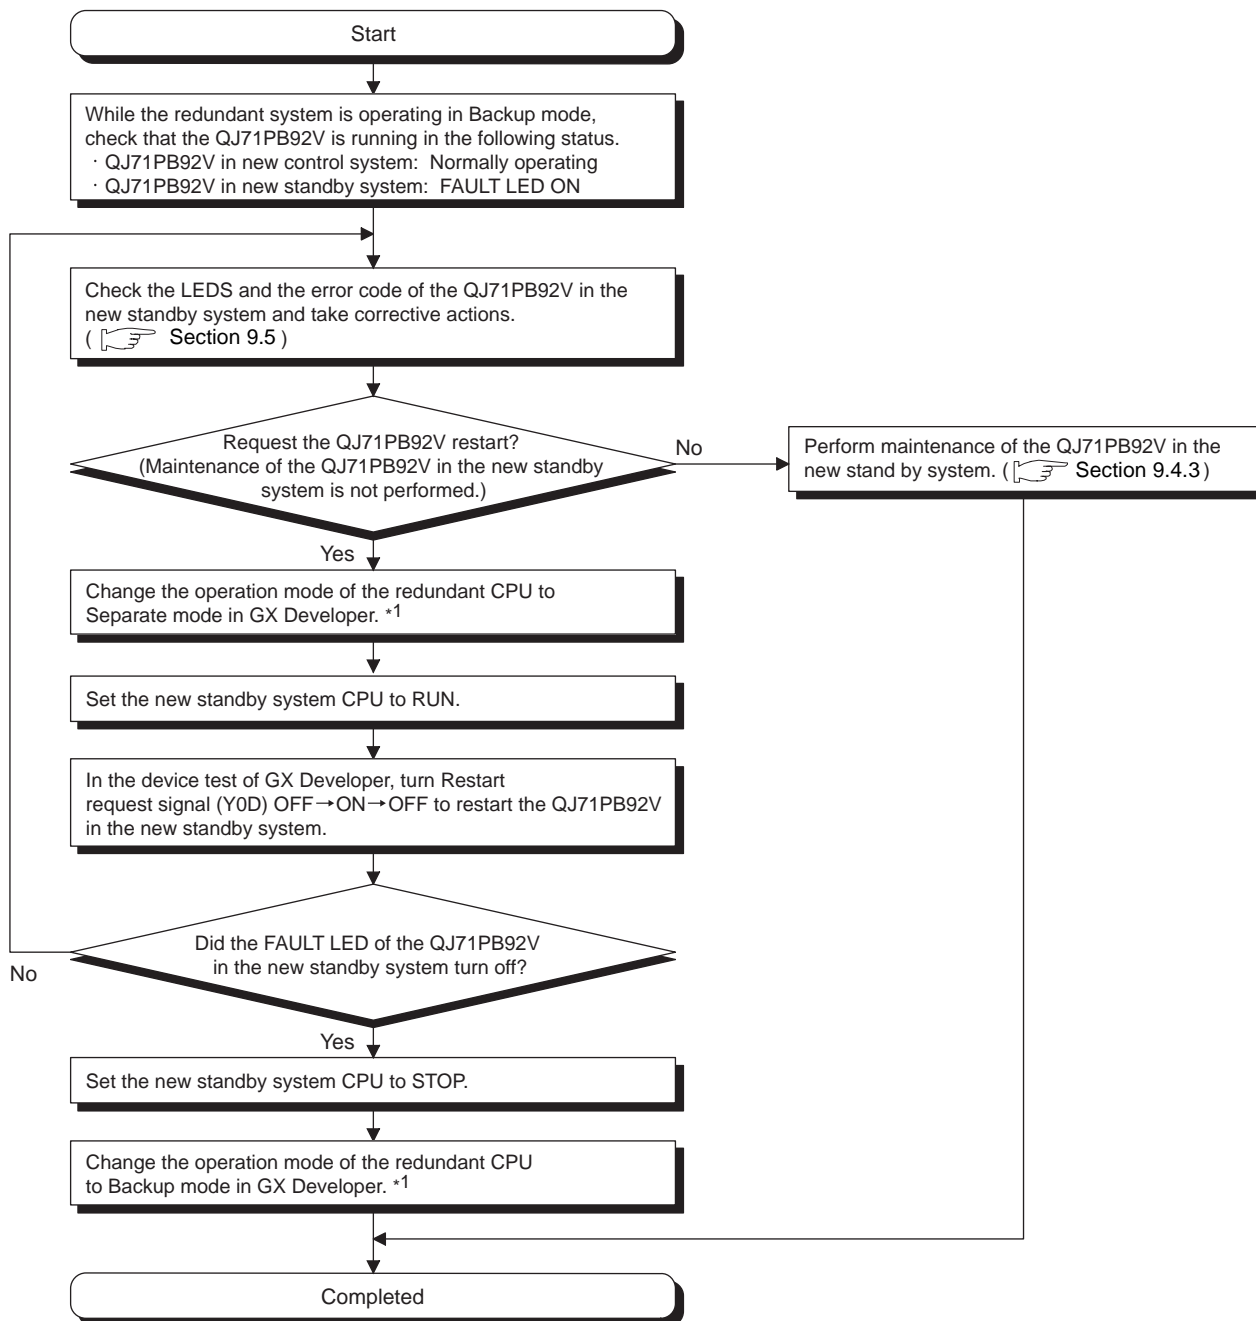 Start
While the redundant system is operating in Backup mode,
check that the QJ71PB92V is running in the following status.
· QJ71PB92V in new control system: Normally operating
· QJ71PB92V in new standby system: FAULT LED ON
Check the LEDS and the error code of the QJ71PB92V in the
new standby system and take corrective actions.
( Section 9.5 )
Request the QJ71PB92V restart?
(Maintenance of the QJ71PB92V in the new standby
system is not performed.)
No
Perform maintenance of the QJ71PB92V in the
new stand by system. ( Section 9.4.3 )
Yes
Change the operation mode of the redundant CPU to
Separate mode in GX Developer. *1
Set the new standby system CPU to RUN.
In the device test of GX Developer, turn Restart
request signal (Y0D) OFF→ON→OFF to restart the QJ71PB92V
in the new standby system.
Did the FAULT LED of the QJ71PB92V
in the new standby system turn off?
No
Yes
Set the new standby system CPU to STOP.
Change the operation mode of the redundant CPU
to Backup mode in GX Developer. *1
Completed